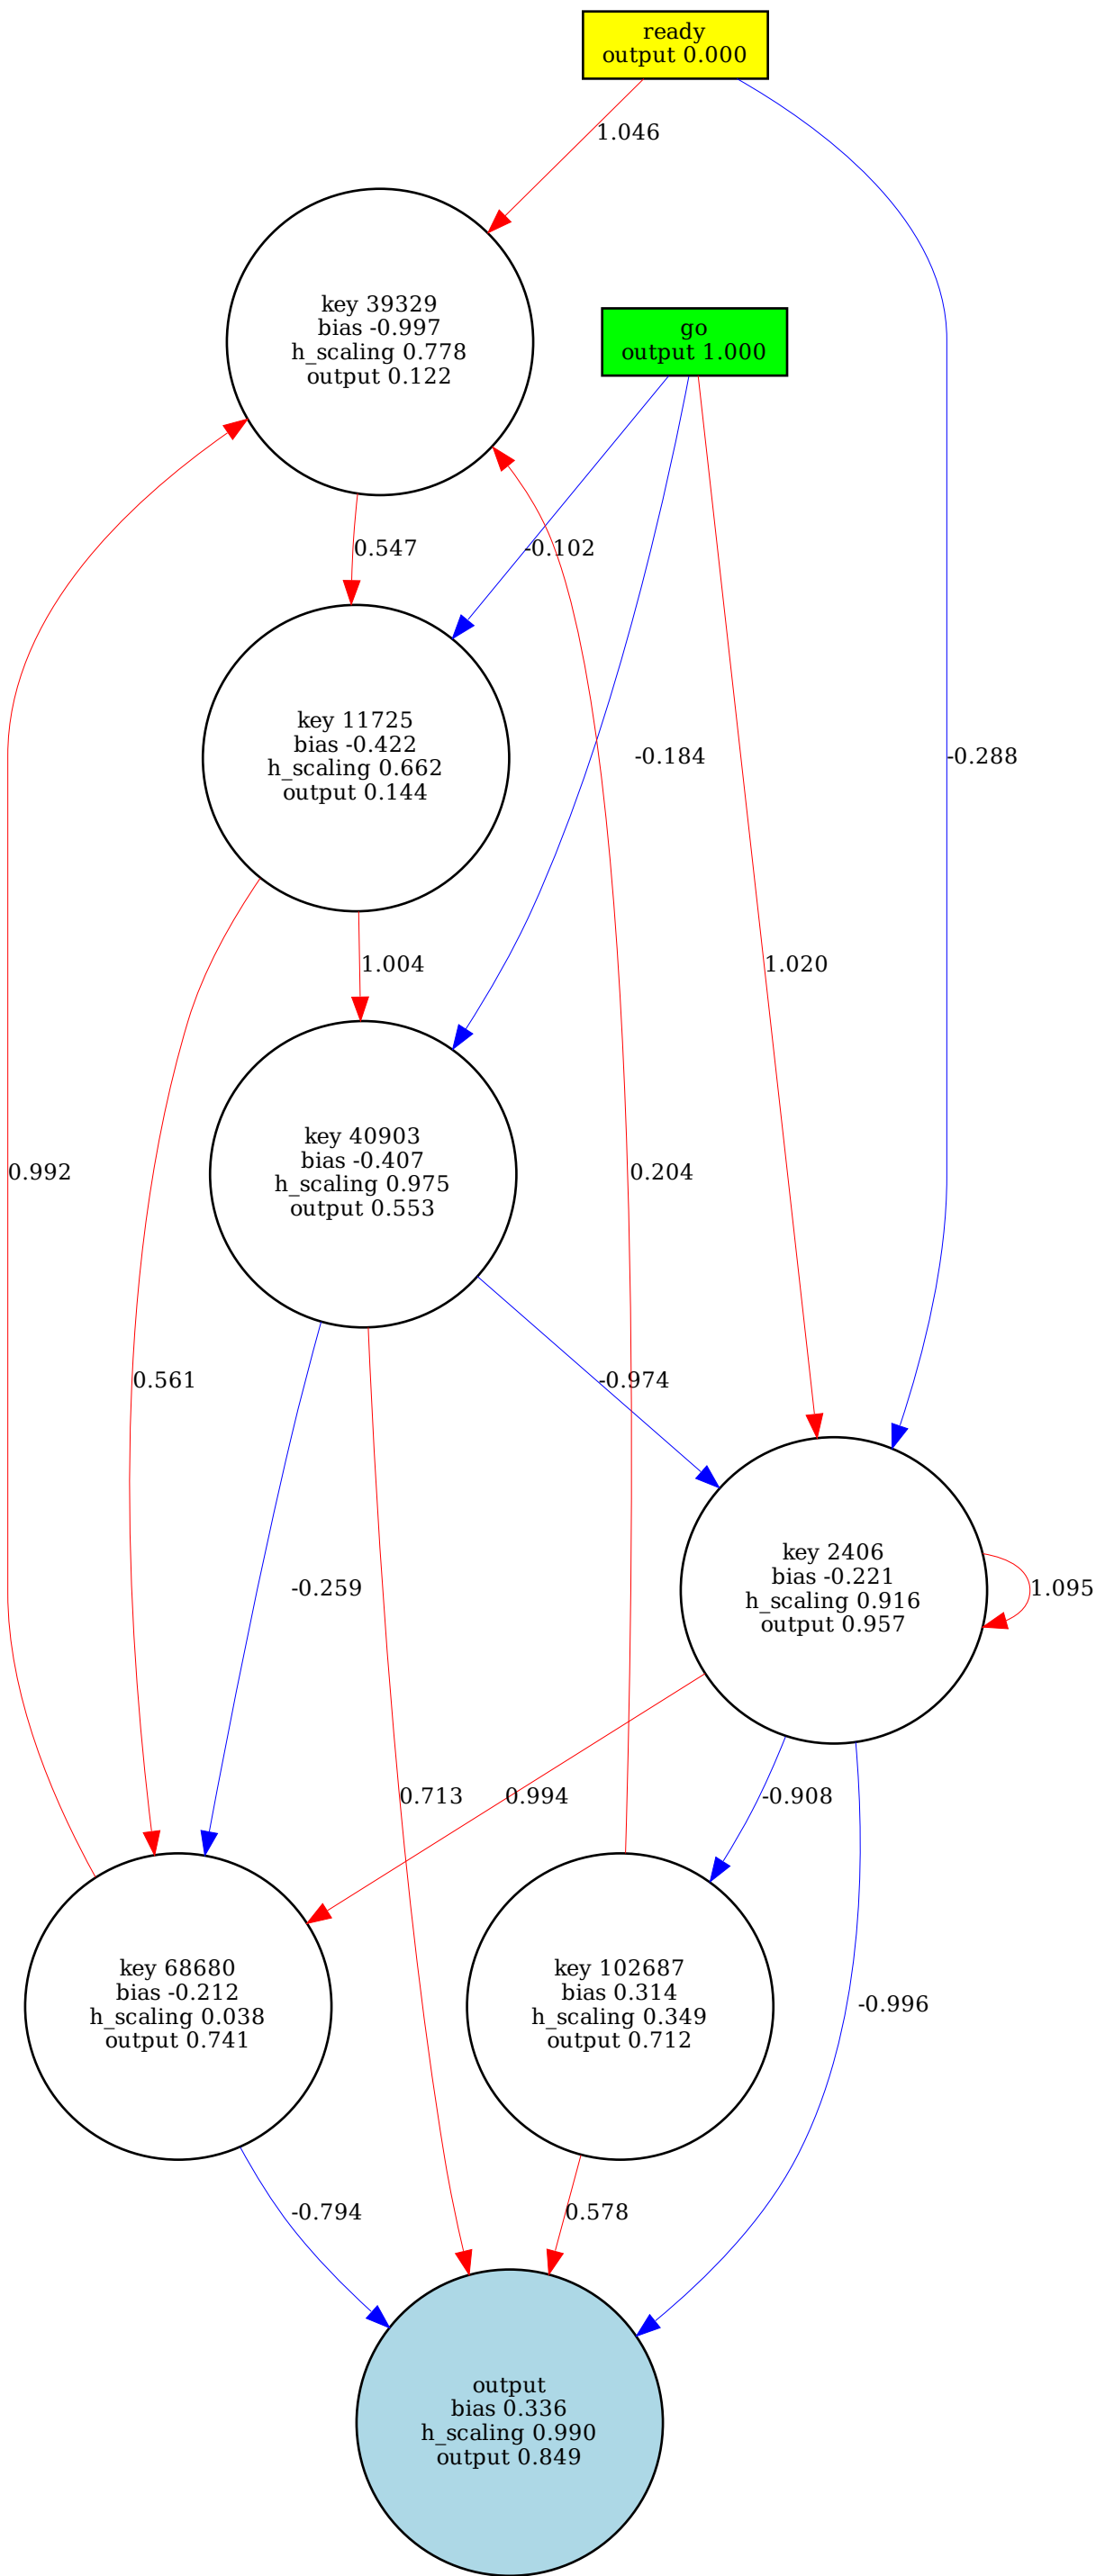 ready
output 0.000
1.046
key 39329
bias -0.997
h_scaling 0.778
output 0.122
go
output 1.000
0.547
-0.102
key 11725
bias -0.422
h_scaling 0.662
output 0.144
-0.184
-0.288
1.004
1.020
key 40903
bias -0.407
h_scaling 0.975
output 0.553
0.992
0.204
0.561
-0.974
key 2406
bias -0.221
h_scaling 0.916
output 0.957
-0.259
1.095
0.713
0.994
-0.908
key 68680
bias -0.212
h_scaling 0.038
output 0.741
key 102687
bias 0.314
h_scaling 0.349
output 0.712
-0.996
-0.794
0.578
output
bias 0.336
h_scaling 0.990
output 0.849